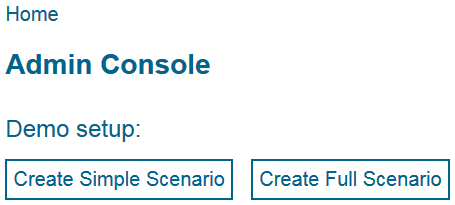 Home
Admin Console
Demo setup:
Create Simple Scenario Create Full Scenario